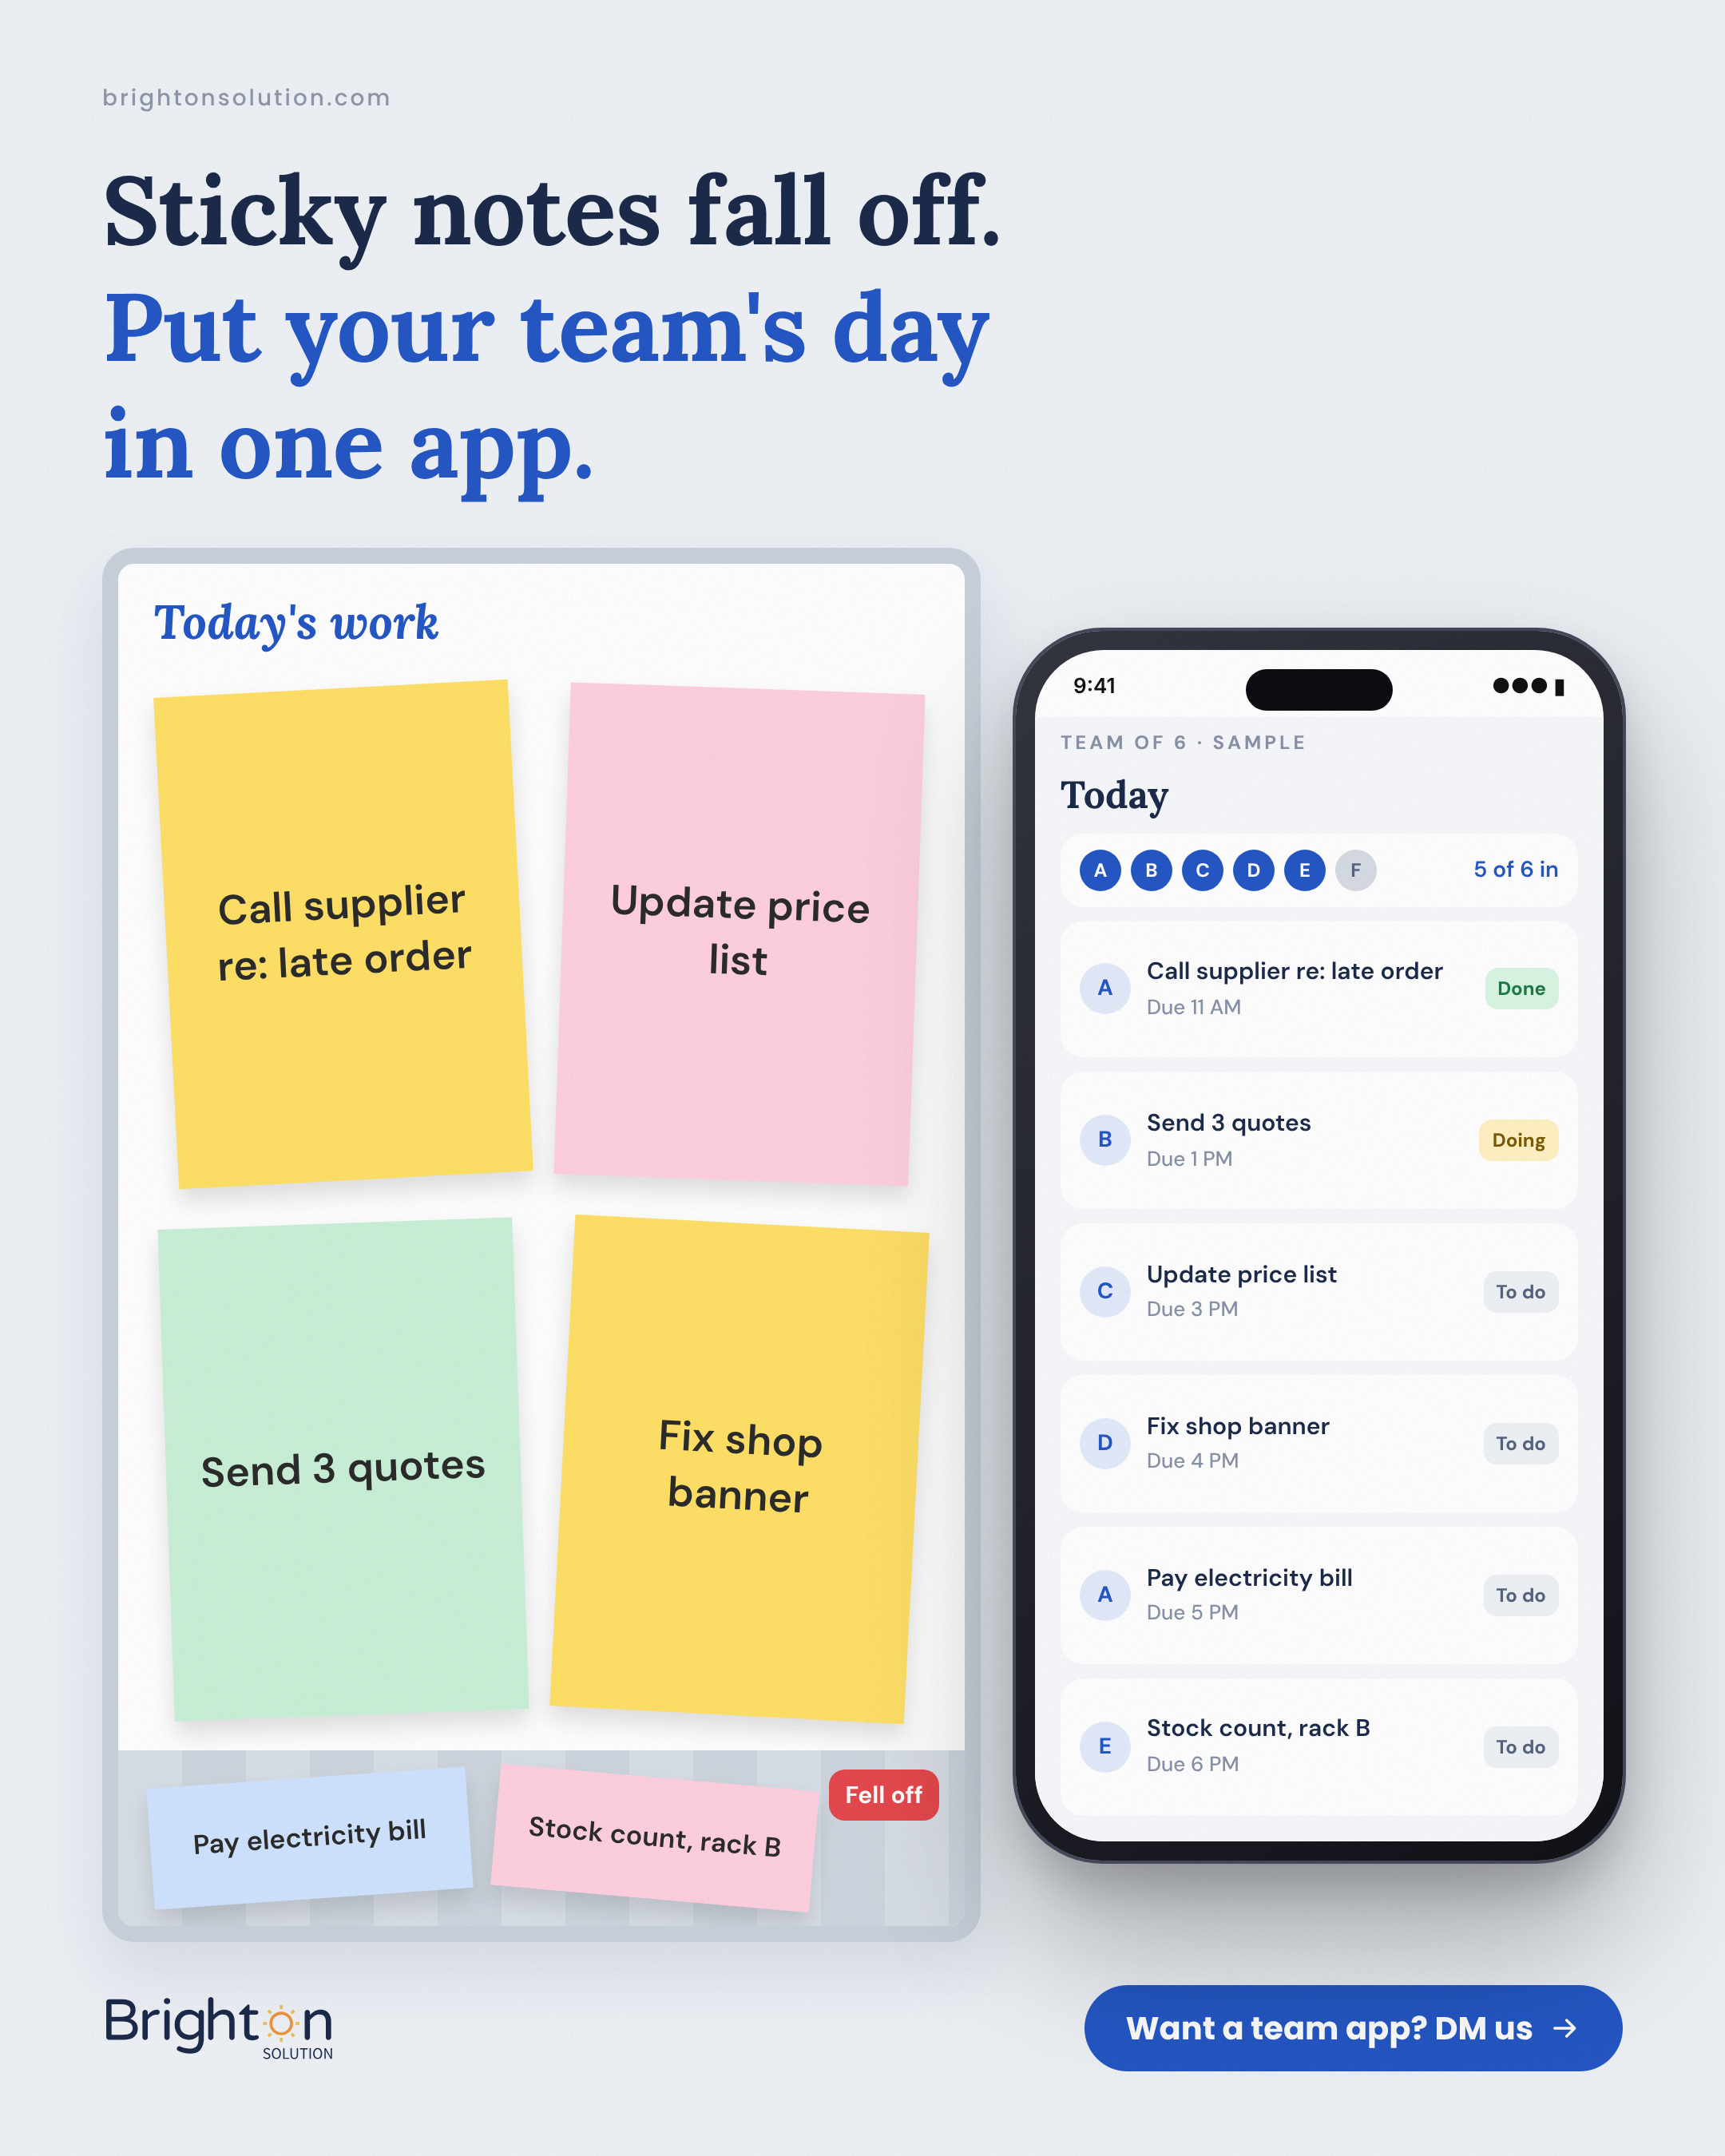 brightonsolution.com
Sticky notes fall off.
Put your team's day
in one app.
Today's work
Call supplier
re: late order
Update price
list
Send 3 quotes
Fix shop
banner
Pay electricity bill
Stock count, rack B
Fell off
9:41
TEAM OF 6 · SAMPLE
Today
A B C D E F 5 of 6 in
A Call supplier re: late order Done
Due 11 AM
B Send 3 quotes Doing
Due 1 PM
C Update price list To do
Due 3 PM
D Fix shop banner To do
Due 4 PM
A Pay electricity bill To do
Due 5 PM
E Stock count, rack B To do
Due 6 PM
Brighton
SOLUTION
Want a team app? DM us →